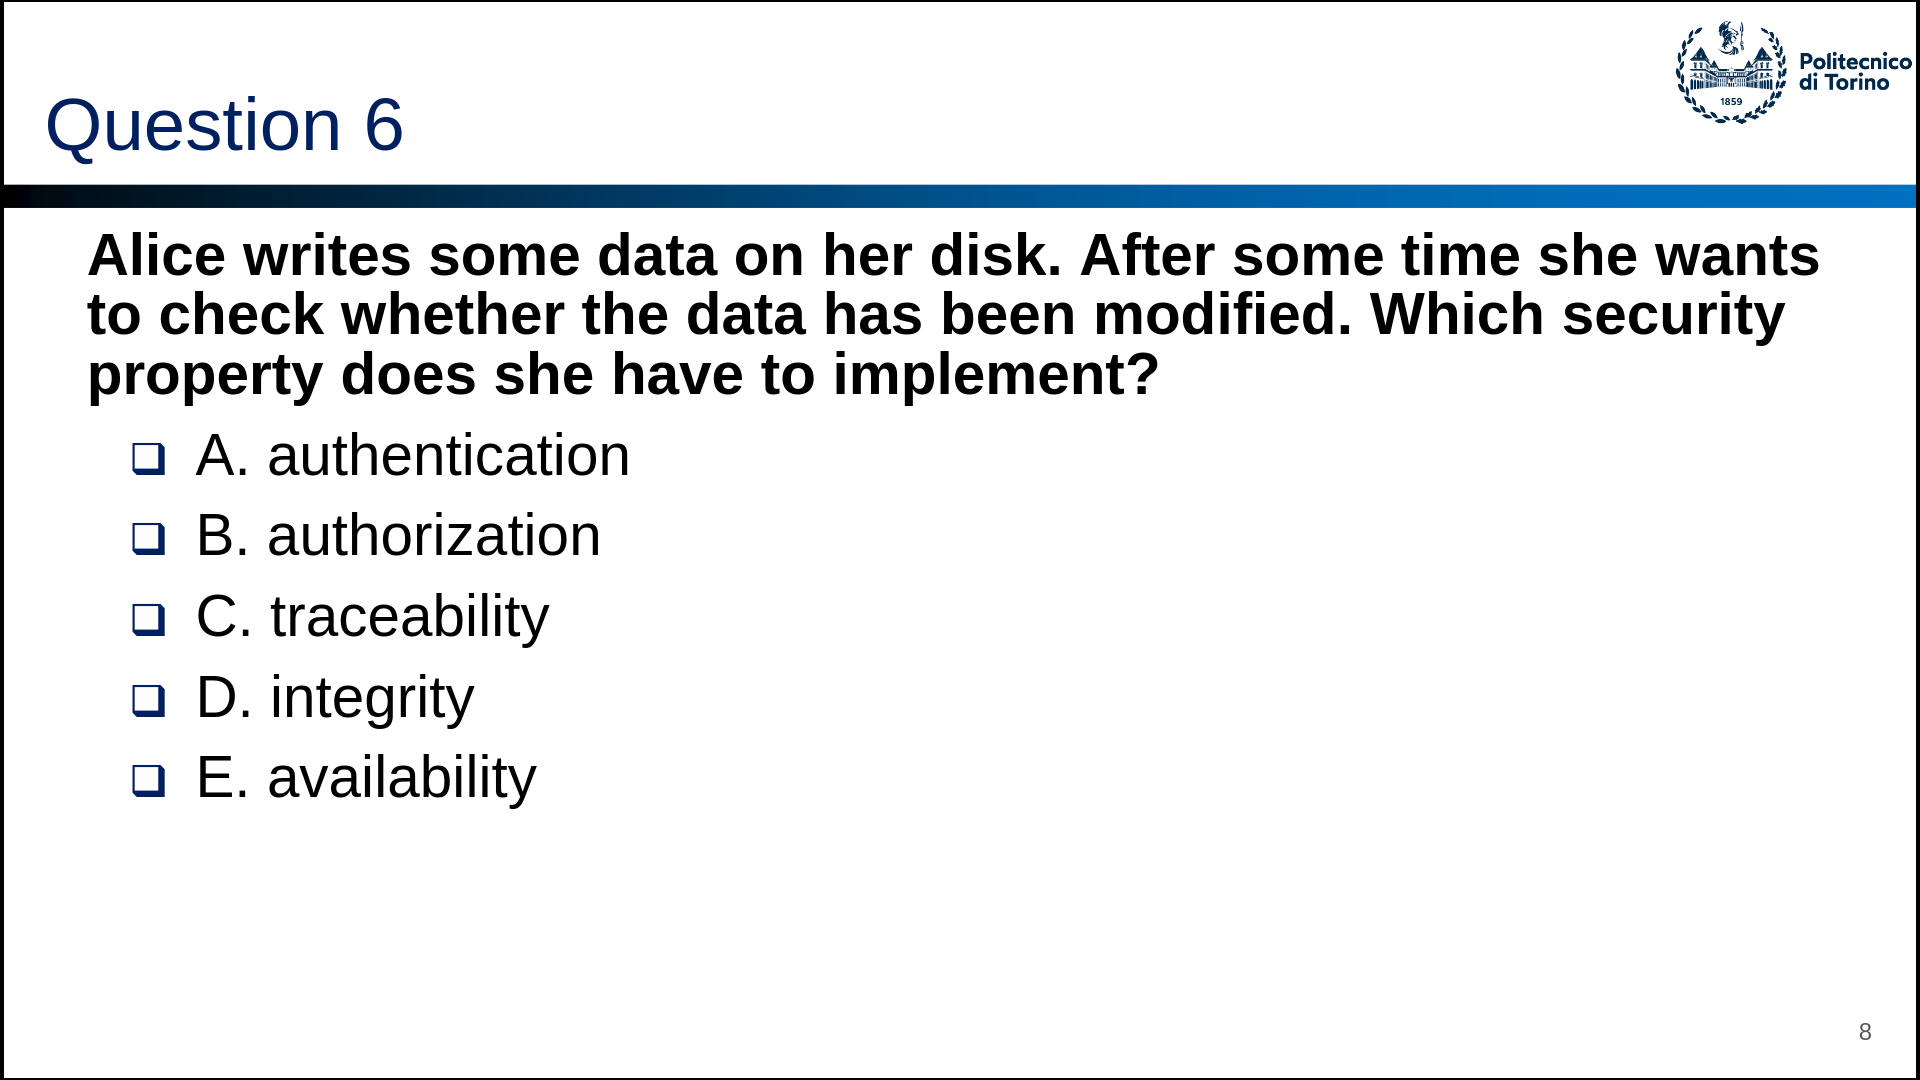 Politecnico
di Torino
1859
Question 6
Alice writes some data on her disk. After some time she wants
to check whether the data has been modified. Which security
property does she have to implement?
A. authentication
B. authorization
C. traceability
D. integrity
E. availability
8